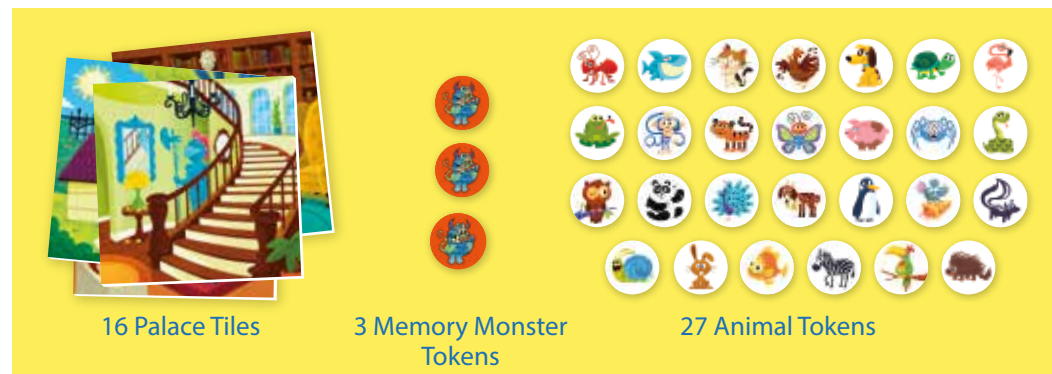 16 Palace Tiles
3 Memory Monster
Tokens
27 Animal Tokens